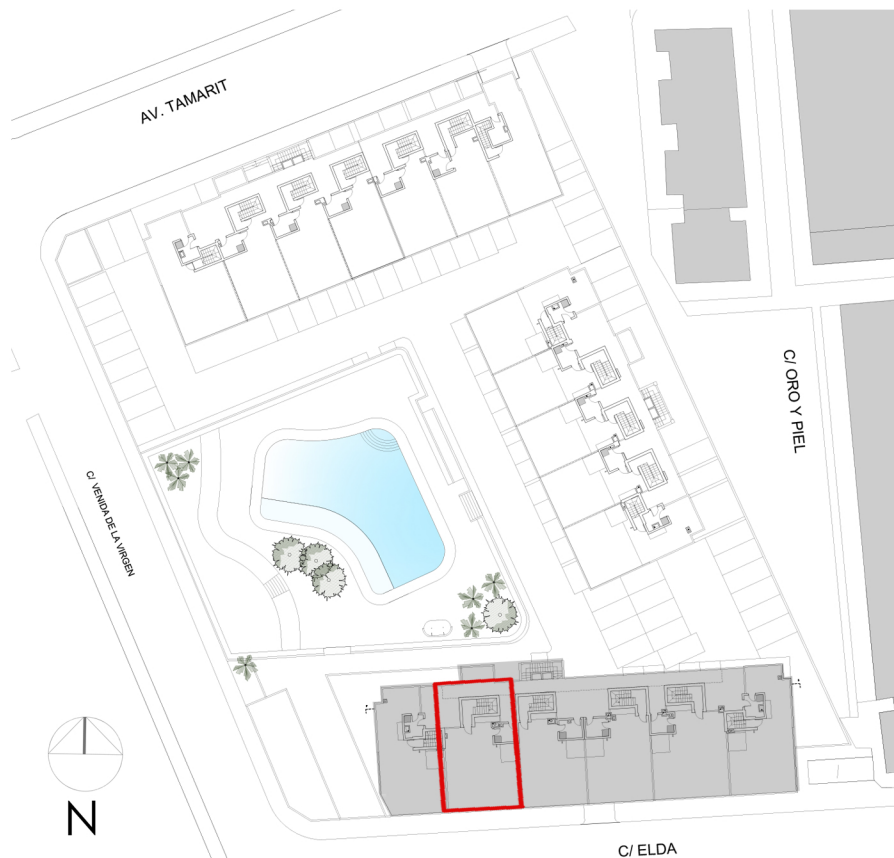 AV. TAMARIT
C/ ORO Y PIEL
C/ VENIDA DE LA VIRGEN
N
C/ ELDA